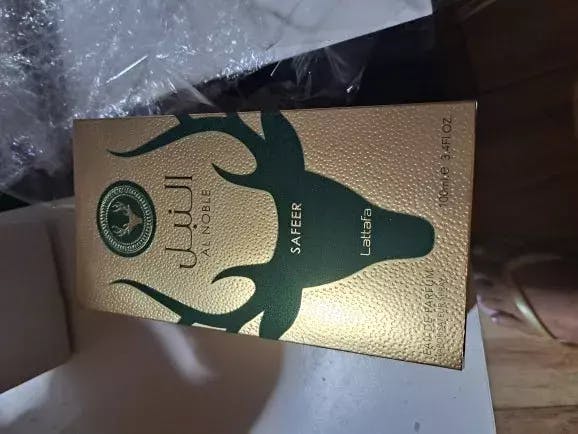 النبيل
AL NOBLE
SAFEER
Lattafa
EAU DE PARFUM
100ml e 3.4FL OZ